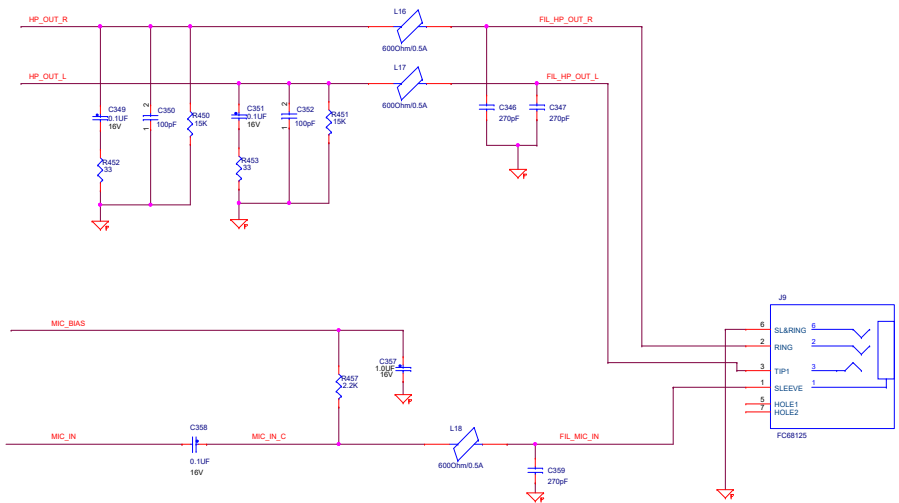 HP_OUT_R
L16
600Ohm/0.5A
FIL_HP_OUT_R
HP_OUT_L
L17
600Ohm/0.5A
FIL_HP_OUT_L
C349
0.1UF
16V
2
C350
1
100pF
R450
15K
C351
0.1UF
16V
2
C352
1
100pF
R451
15K
C346
270pF
C347
270pF
R452
33
R453
33
P
P
P
MIC_BIAS
R457
2.2K
C357
1.0UF
16V
P
MIC_IN
C358
0.1UF
16V
MIC_IN_C
L18
600Ohm/0.5A
FIL_MIC_IN
C359
270pF
P
P
J9
6 SL&RING 6
2 RING 2
3 TIP1 3
1 SLEEVE 1
5 HOLE1
7 HOLE2
FC68125